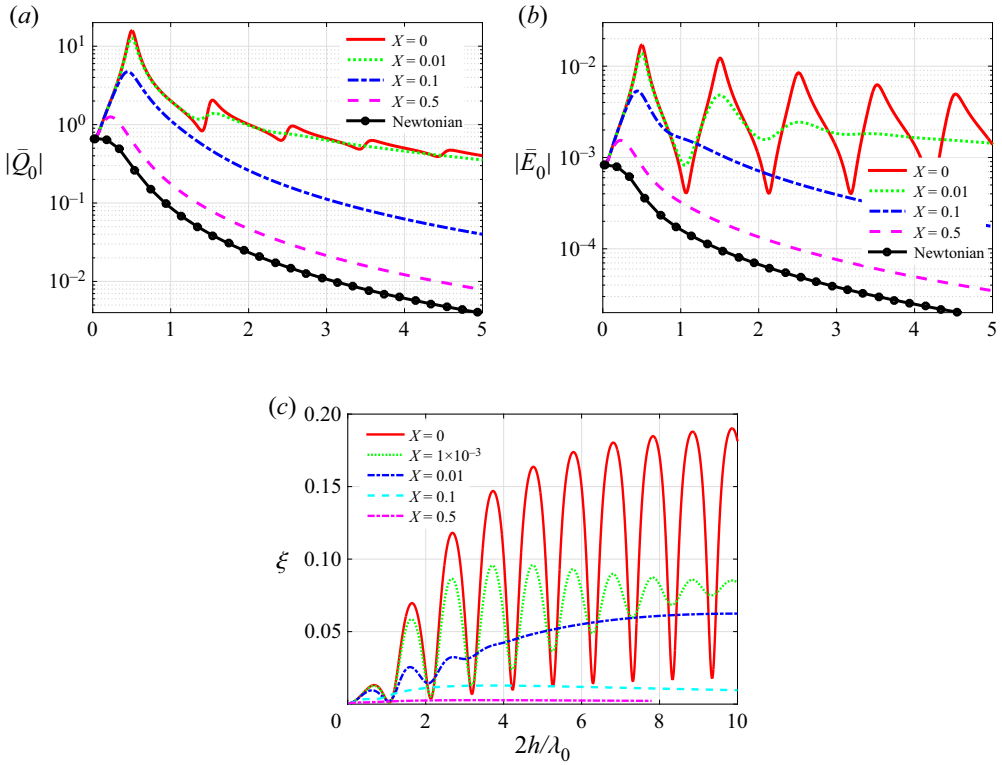 (a)
|Q̄₀|
10¹
10⁰
10⁻¹
10⁻²
X = 0
X = 0.01
X = 0.1
X = 0.5
Newtonian
0 1 2 3 4 5
(b)
|Ē₀|
10⁻²
10⁻³
10⁻⁴
X = 0
X = 0.01
X = 0.1
X = 0.5
Newtonian
0 1 2 3 4 5
(c)
ξ
0.20
0.15
0.10
0.05
X = 0
X = 1×10⁻³
X = 0.01
X = 0.1
X = 0.5
0 2 4 6 8 10
2h/λ₀